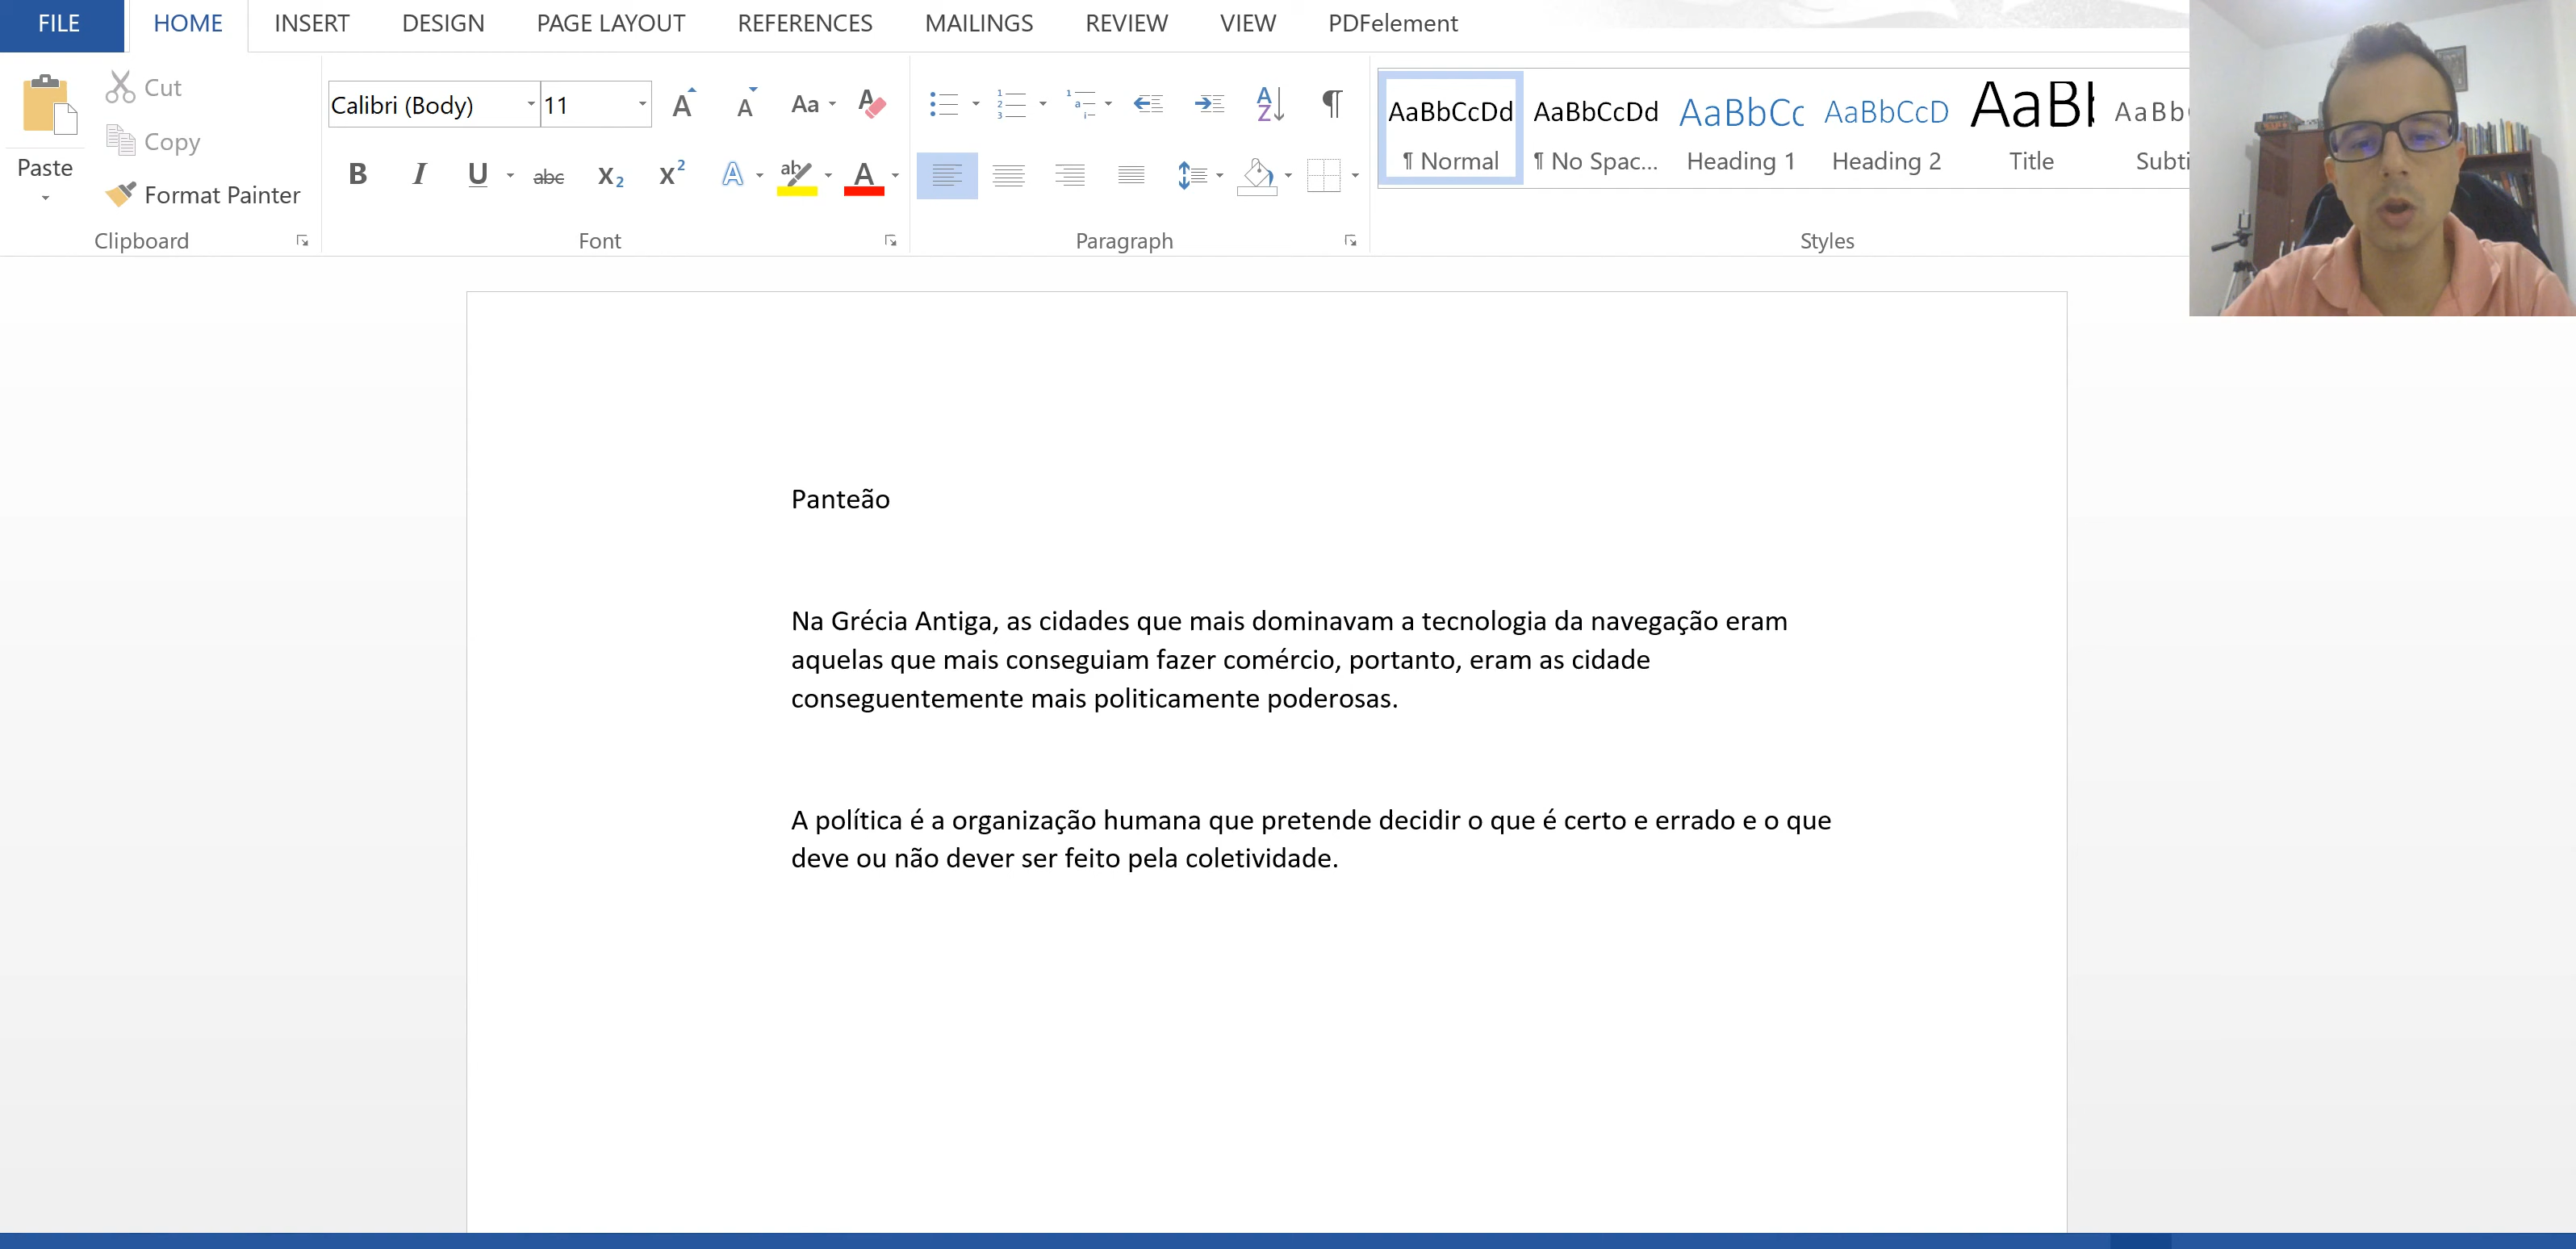 FILE HOME INSERT DESIGN PAGE LAYOUT REFERENCES MAILINGS REVIEW VIEW PDFelement
Cut
Copy
Paste
Format Painter
Clipboard
Calibri (Body) 11
Font
Paragraph
AaBbCcDd AaBbCcDd AaBbCc AaBbCcD AaBl AaBb
¶ Normal ¶ No Spac... Heading 1 Heading 2 Title Subti
Styles
Panteão
Na Grécia Antiga, as cidades que mais dominavam a tecnologia da navegação eram
aquelas que mais conseguiam fazer comércio, portanto, eram as cidade
conseguentemente mais politicamente poderosas.
A política é a organização humana que pretende decidir o que é certo e errado e o que
deve ou não dever ser feito pela coletividade.